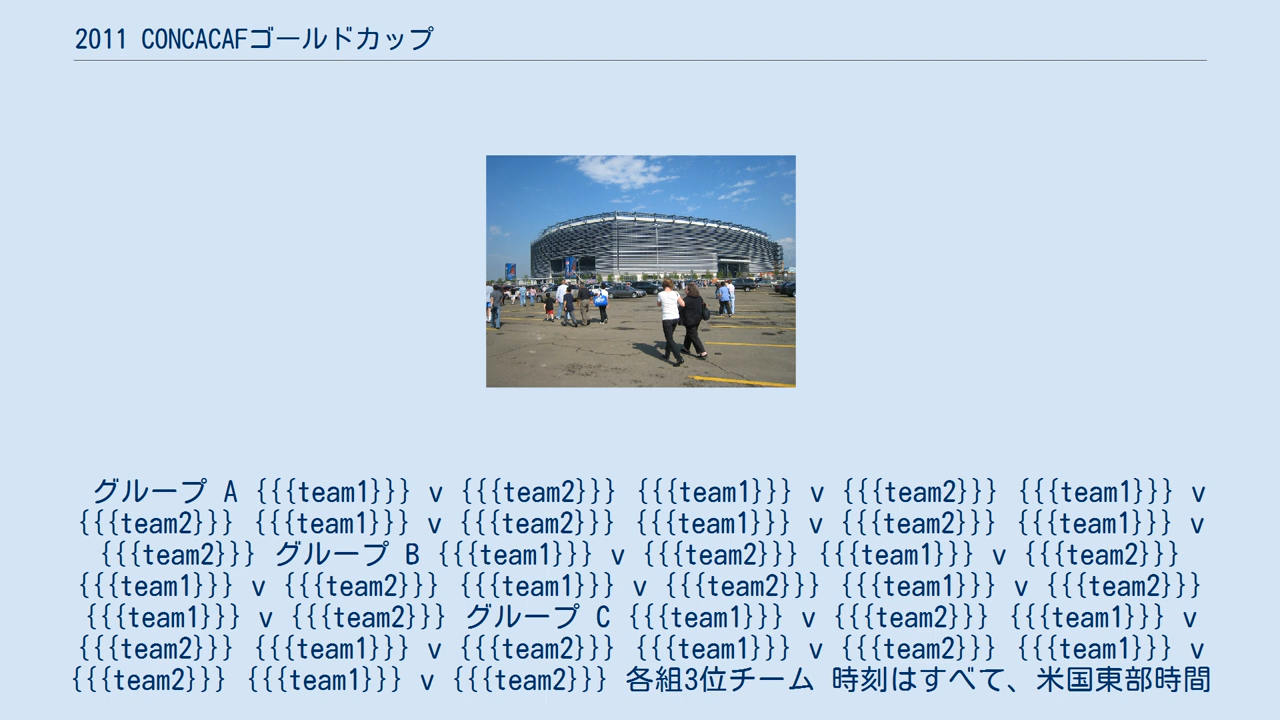 2011 CONCACAFゴールドカップ
グループ A {{{team1}}} v {{{team2}}} {{{team1}}} v {{{team2}}} {{{team1}}} v
{{{team2}}} {{{team1}}} v {{{team2}}} {{{team1}}} v {{{team2}}} {{{team1}}} v
{{{team2}}} グループ B {{{team1}}} v {{{team2}}} {{{team1}}} v {{{team2}}}
{{{team1}}} v {{{team2}}} {{{team1}}} v {{{team2}}} {{{team1}}} v {{{team2}}}
{{{team1}}} v {{{team2}}} グループ C {{{team1}}} v {{{team2}}} {{{team1}}} v
{{{team2}}} {{{team1}}} v {{{team2}}} {{{team1}}} v {{{team2}}} {{{team1}}} v
{{{team2}}} {{{team1}}} v {{{team2}}} 各組3位チーム 時刻はすべて、米国東部時間